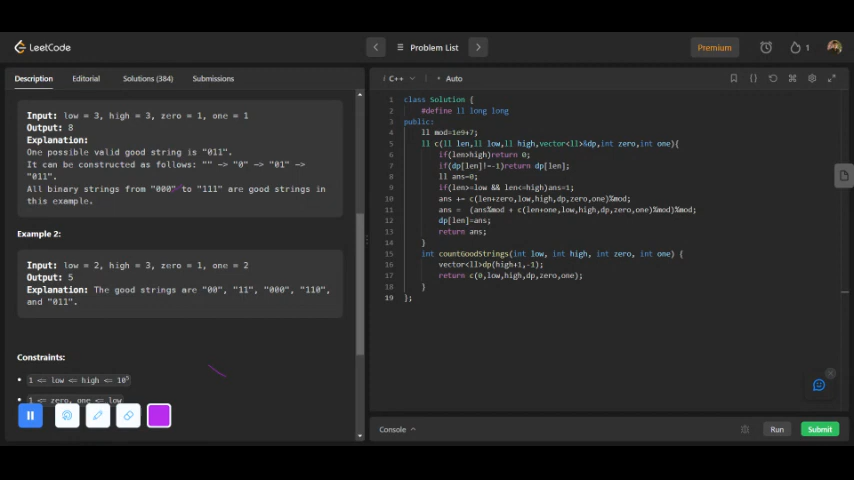 LeetCode
Problem List
Premium
1
Description
Editorial
Solutions (384)
Submissions
Input: low = 3, high = 3, zero = 1, one = 1
Output: 8
Explanation:
One possible valid good string is "011".
It can be constructed as follows: "" -> "0" -> "01" ->
"011".
All binary strings from "000" to "111" are good strings in
this example.
Example 2:
Input: low = 2, high = 3, zero = 1, one = 2
Output: 5
Explanation: The good strings are "00", "11", "000", "110",
and "011".
Constraints:
1 <= low <= high <= 10⁵
1 <= zero, one <= low
i C++
Auto
1 class Solution {
2 #define ll long long
3 public:
4 ll mod=1e9+7;
5 ll c(ll len,ll low,ll high,vector<ll>&dp,int zero,int one){
6 if(len>high)return 0;
7 if(dp[len]!=-1)return dp[len];
8 ll ans=0;
9 if(len>=low && len<=high)ans=1;
10 ans += c(len+zero,low,high,dp,zero,one)%mod;
11 ans = (ans%mod + c(len+one,low,high,dp,zero,one)%mod)%mod;
12 dp[len]=ans;
13 return ans;
14 }
15 int countGoodStrings(int low, int high, int zero, int one) {
16 vector<ll>dp(high+1,-1);
17 return c(0,low,high,dp,zero,one);
18 }
19 };
Console
Run
Submit